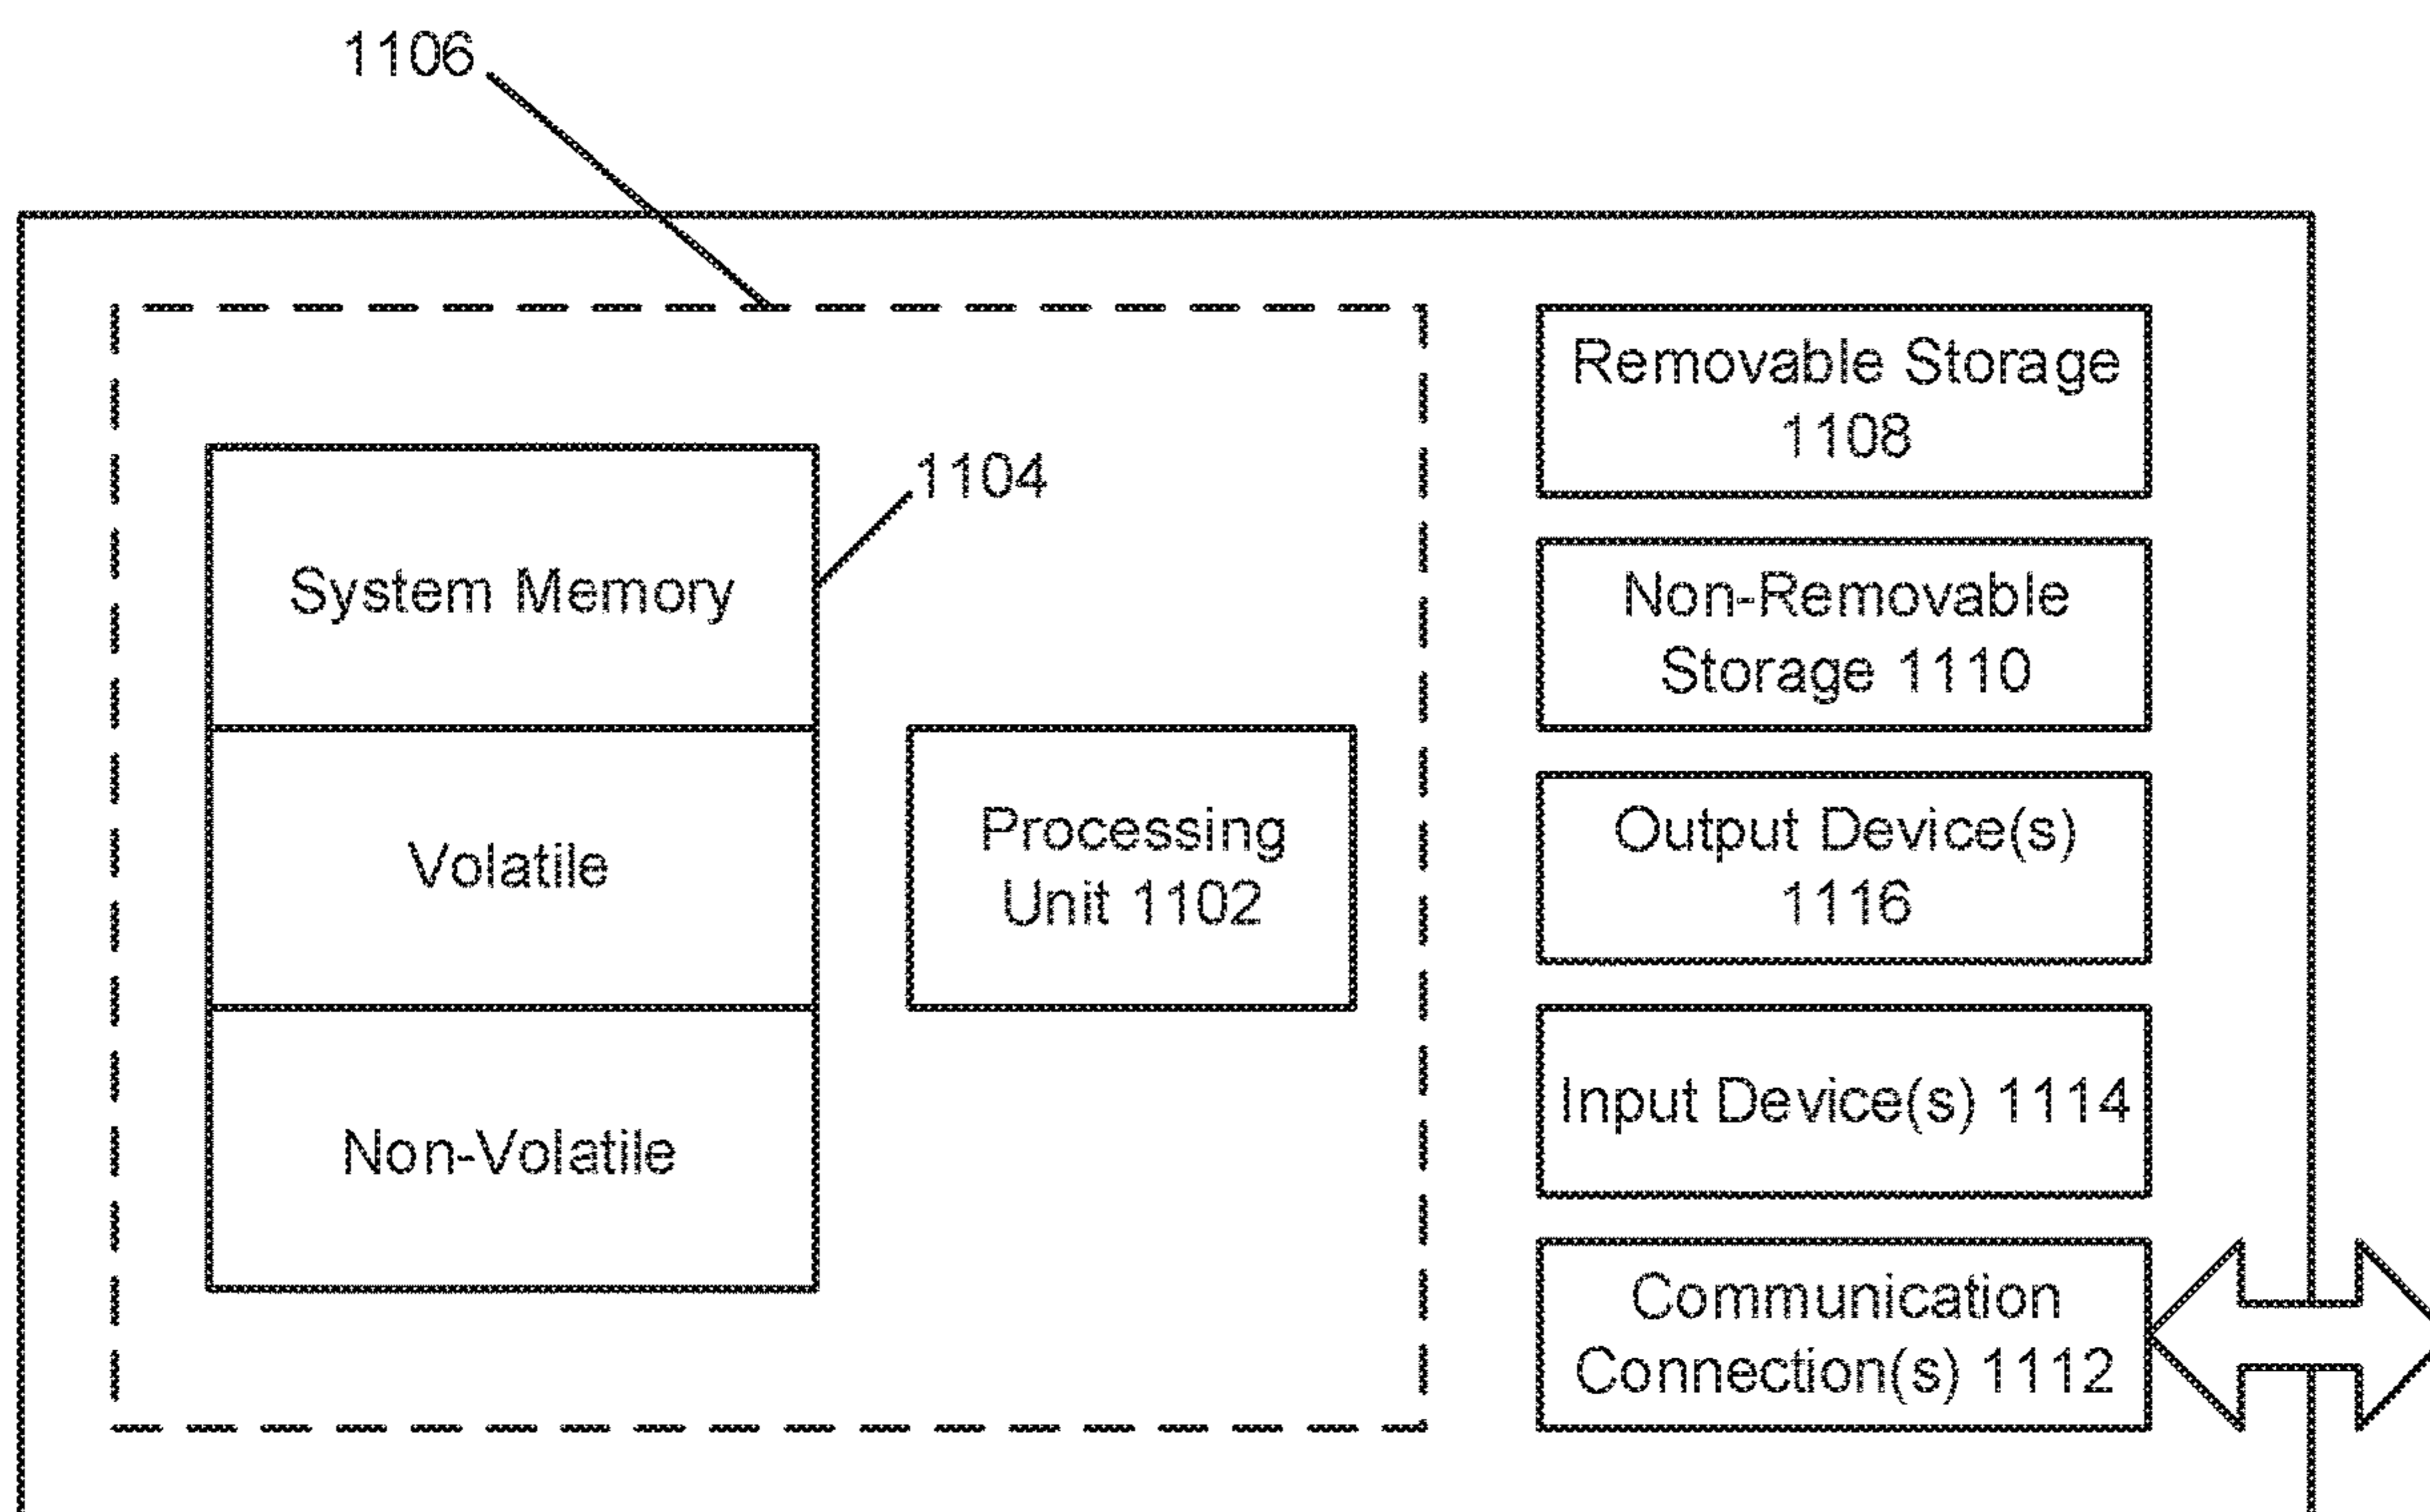 1106
System Memory
1104
Volatile
Non-Volatile
Processing
Unit 1102
Removable Storage
1108
Non-Removable
Storage 1110
Output Device(s)
1116
Input Device(s) 1114
Communication
Connection(s) 1112